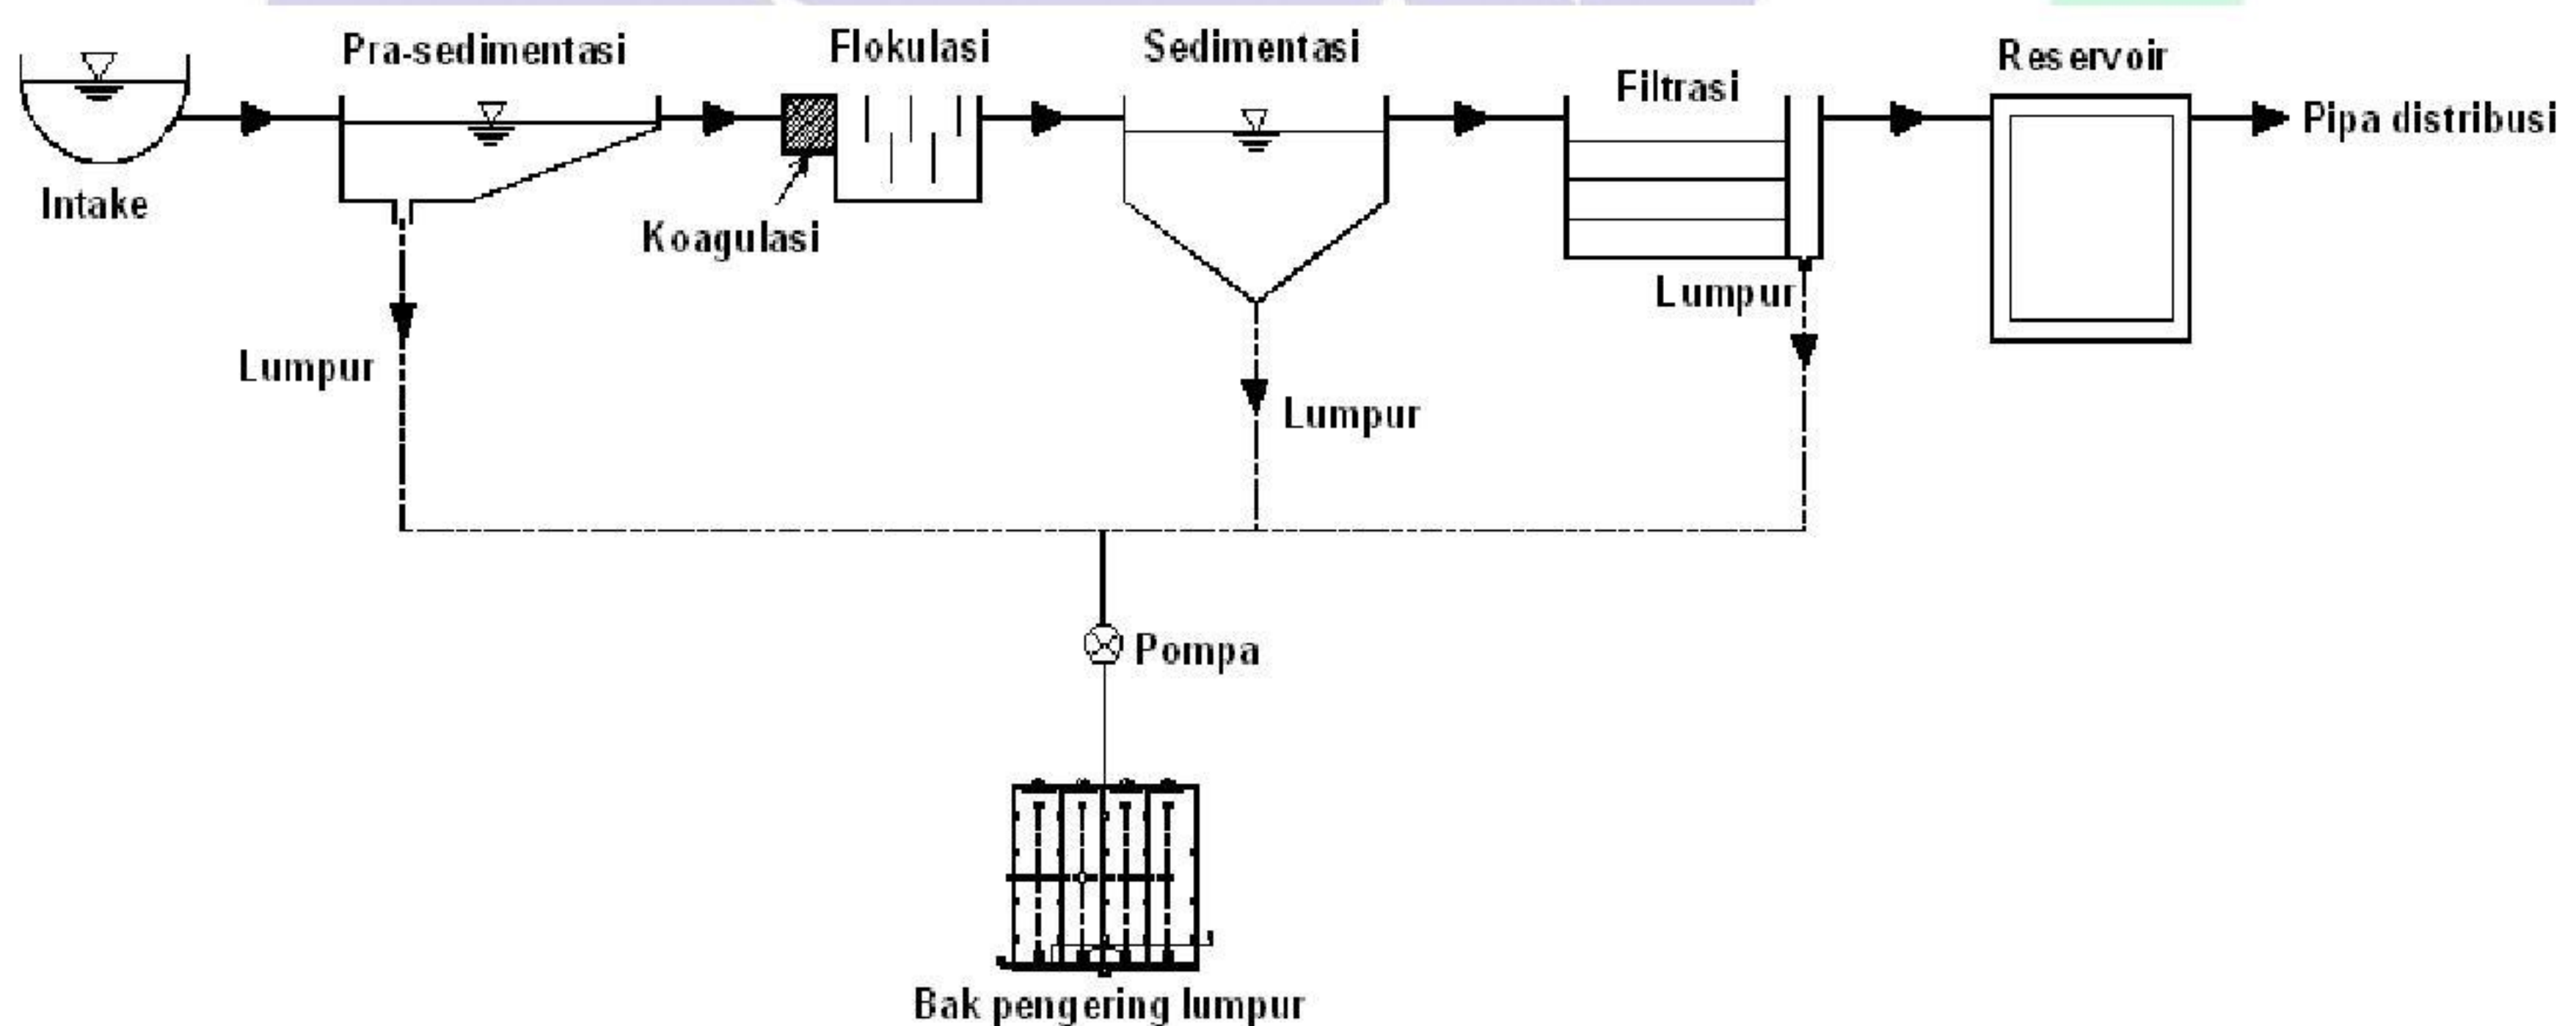 Pra-sedimentasi
Flokulasi
Sedimentasi
Filtrasi
Reservoir
Pipa distribusi
Intake
Koagulasi
Lumpur
Lumpur
Lumpur
Pompa
Bak pengering lumpur